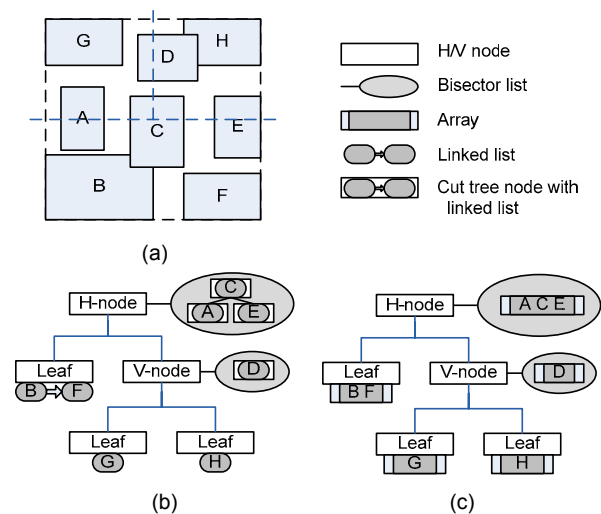 G
H
D
A
C
E
B
F
(a)
H/V node
Bisector list
Array
Linked list
Cut tree node with
linked list
H-node
C
A E
Leaf
B F
V-node
D
Leaf
G
Leaf
H
(b)
H-node
A C E
Leaf
B F
V-node
D
Leaf
G
Leaf
H
(c)